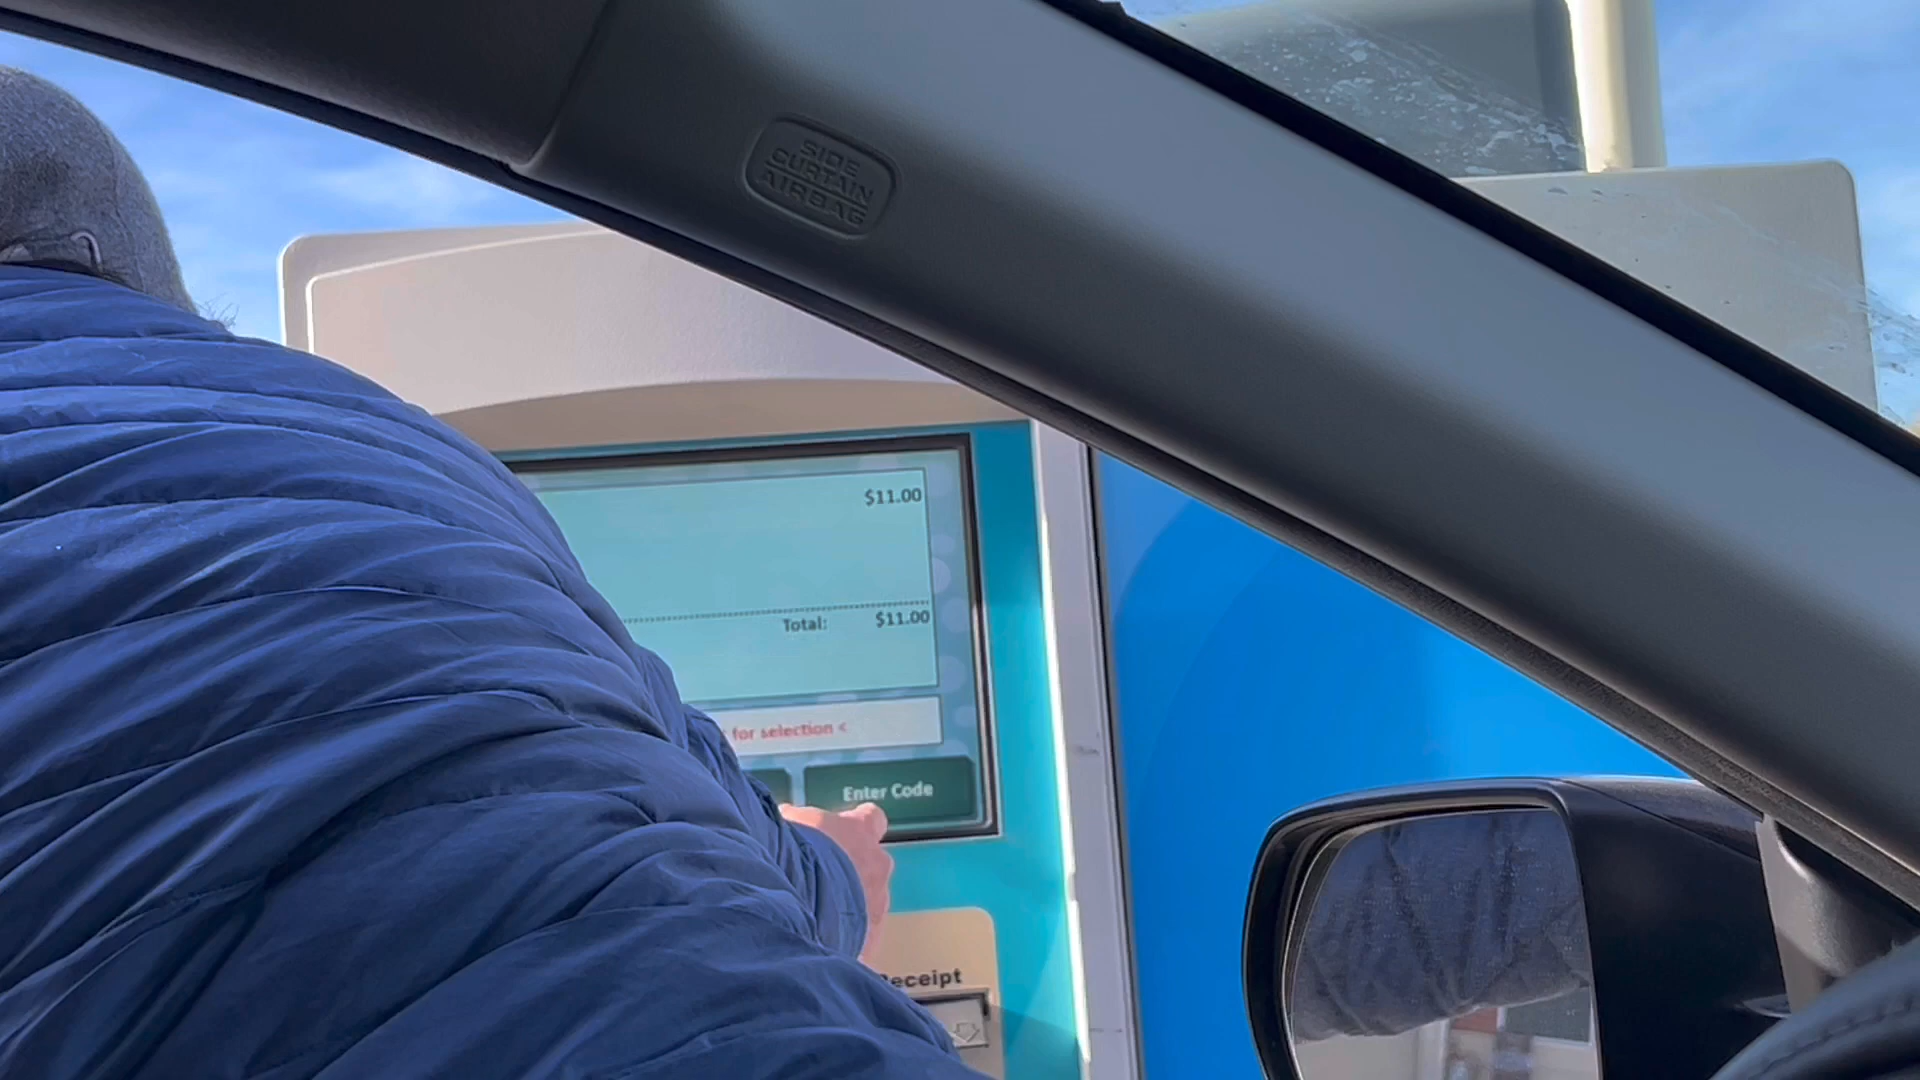 SIDE
CURTAIN
AIRBAG
$11.00
Total: $11.00
for selection <
Enter Code
Receipt